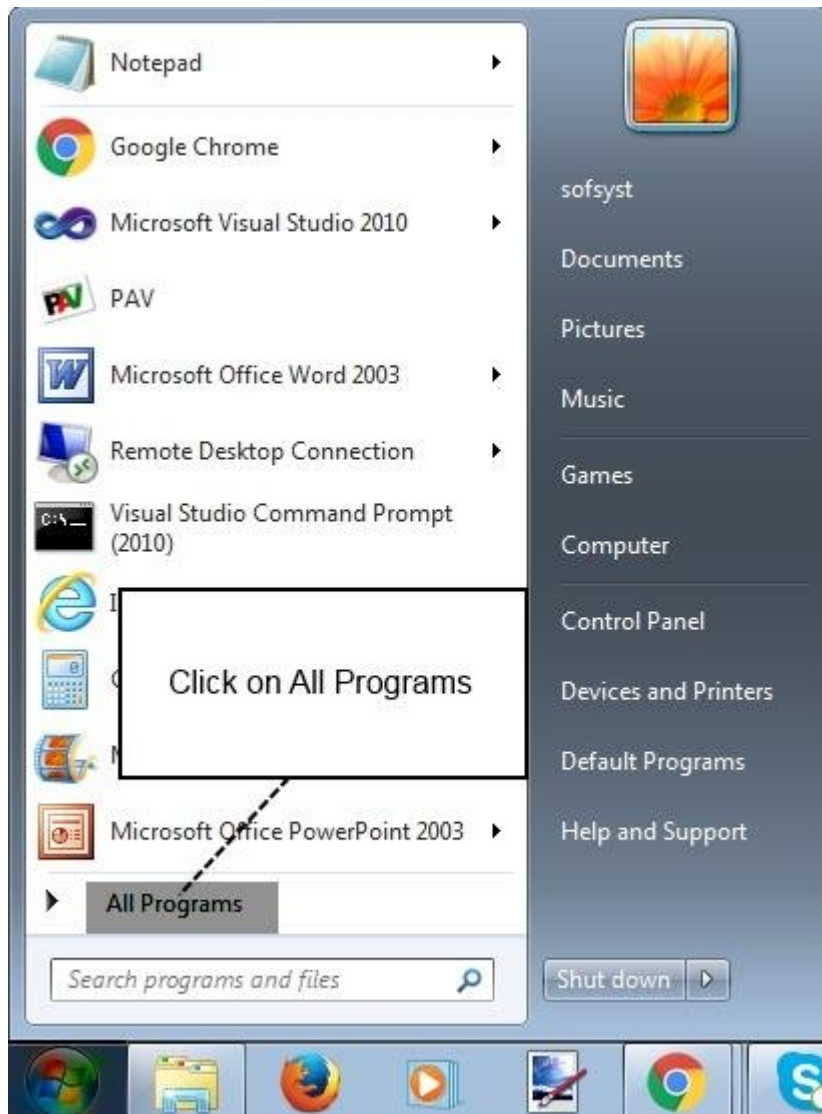 Notepad
Google Chrome
Microsoft Visual Studio 2010
PAV
PAV
Microsoft Office Word 2003
Remote Desktop Connection
Visual Studio Command Prompt
(2010)
C:\
Click on All Programs
Microsoft Office PowerPoint 2003
All Programs
Search programs and files
sofsyst
Documents
Pictures
Music
Games
Computer
Control Panel
Devices and Printers
Default Programs
Help and Support
Shut down